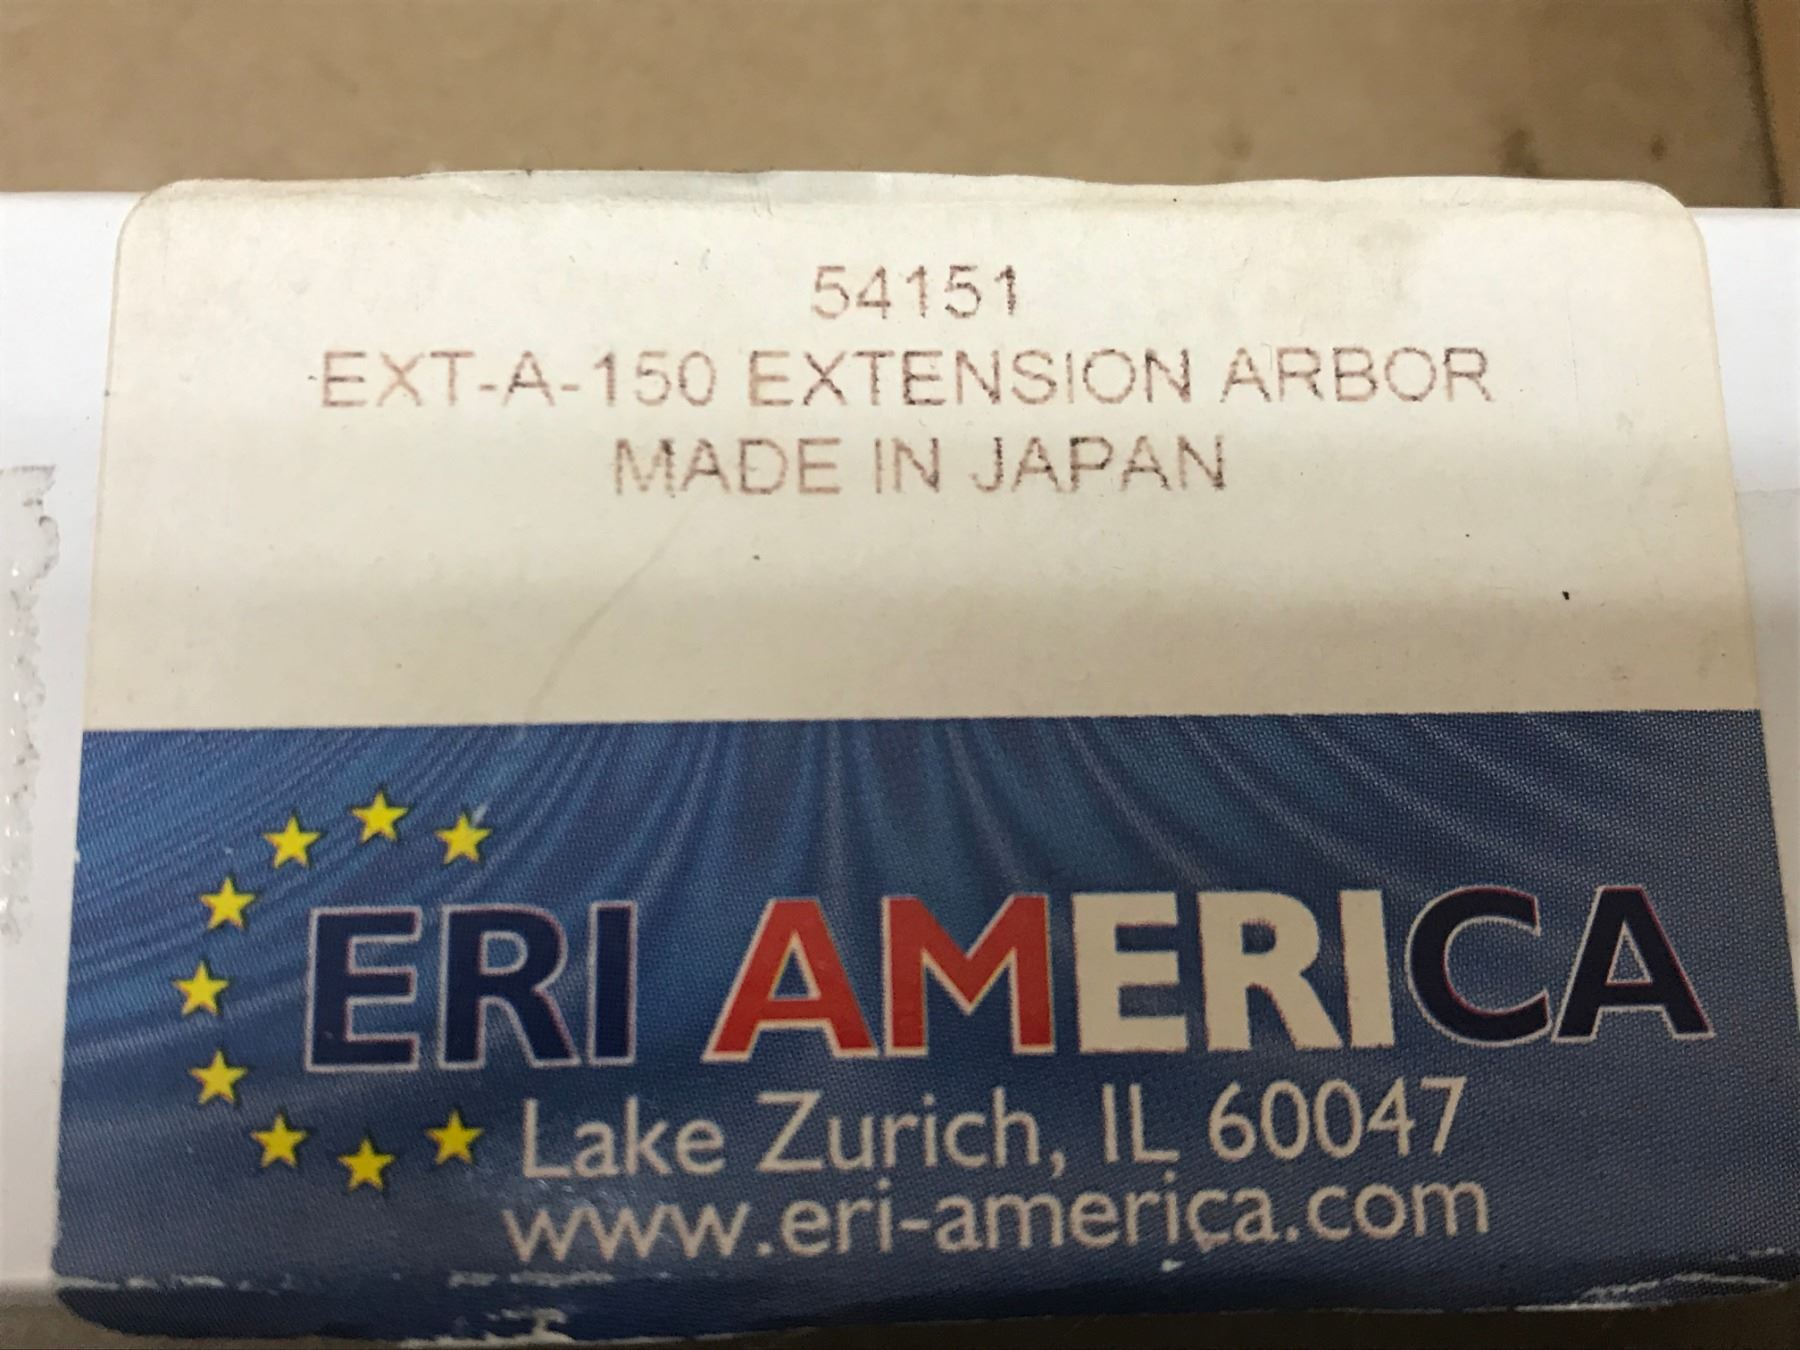 54151
EXT-A-150 EXTENSION ARBOR
MADE IN JAPAN
ERI AMERICA
Lake Zurich, IL 60047
www.eri-america.com